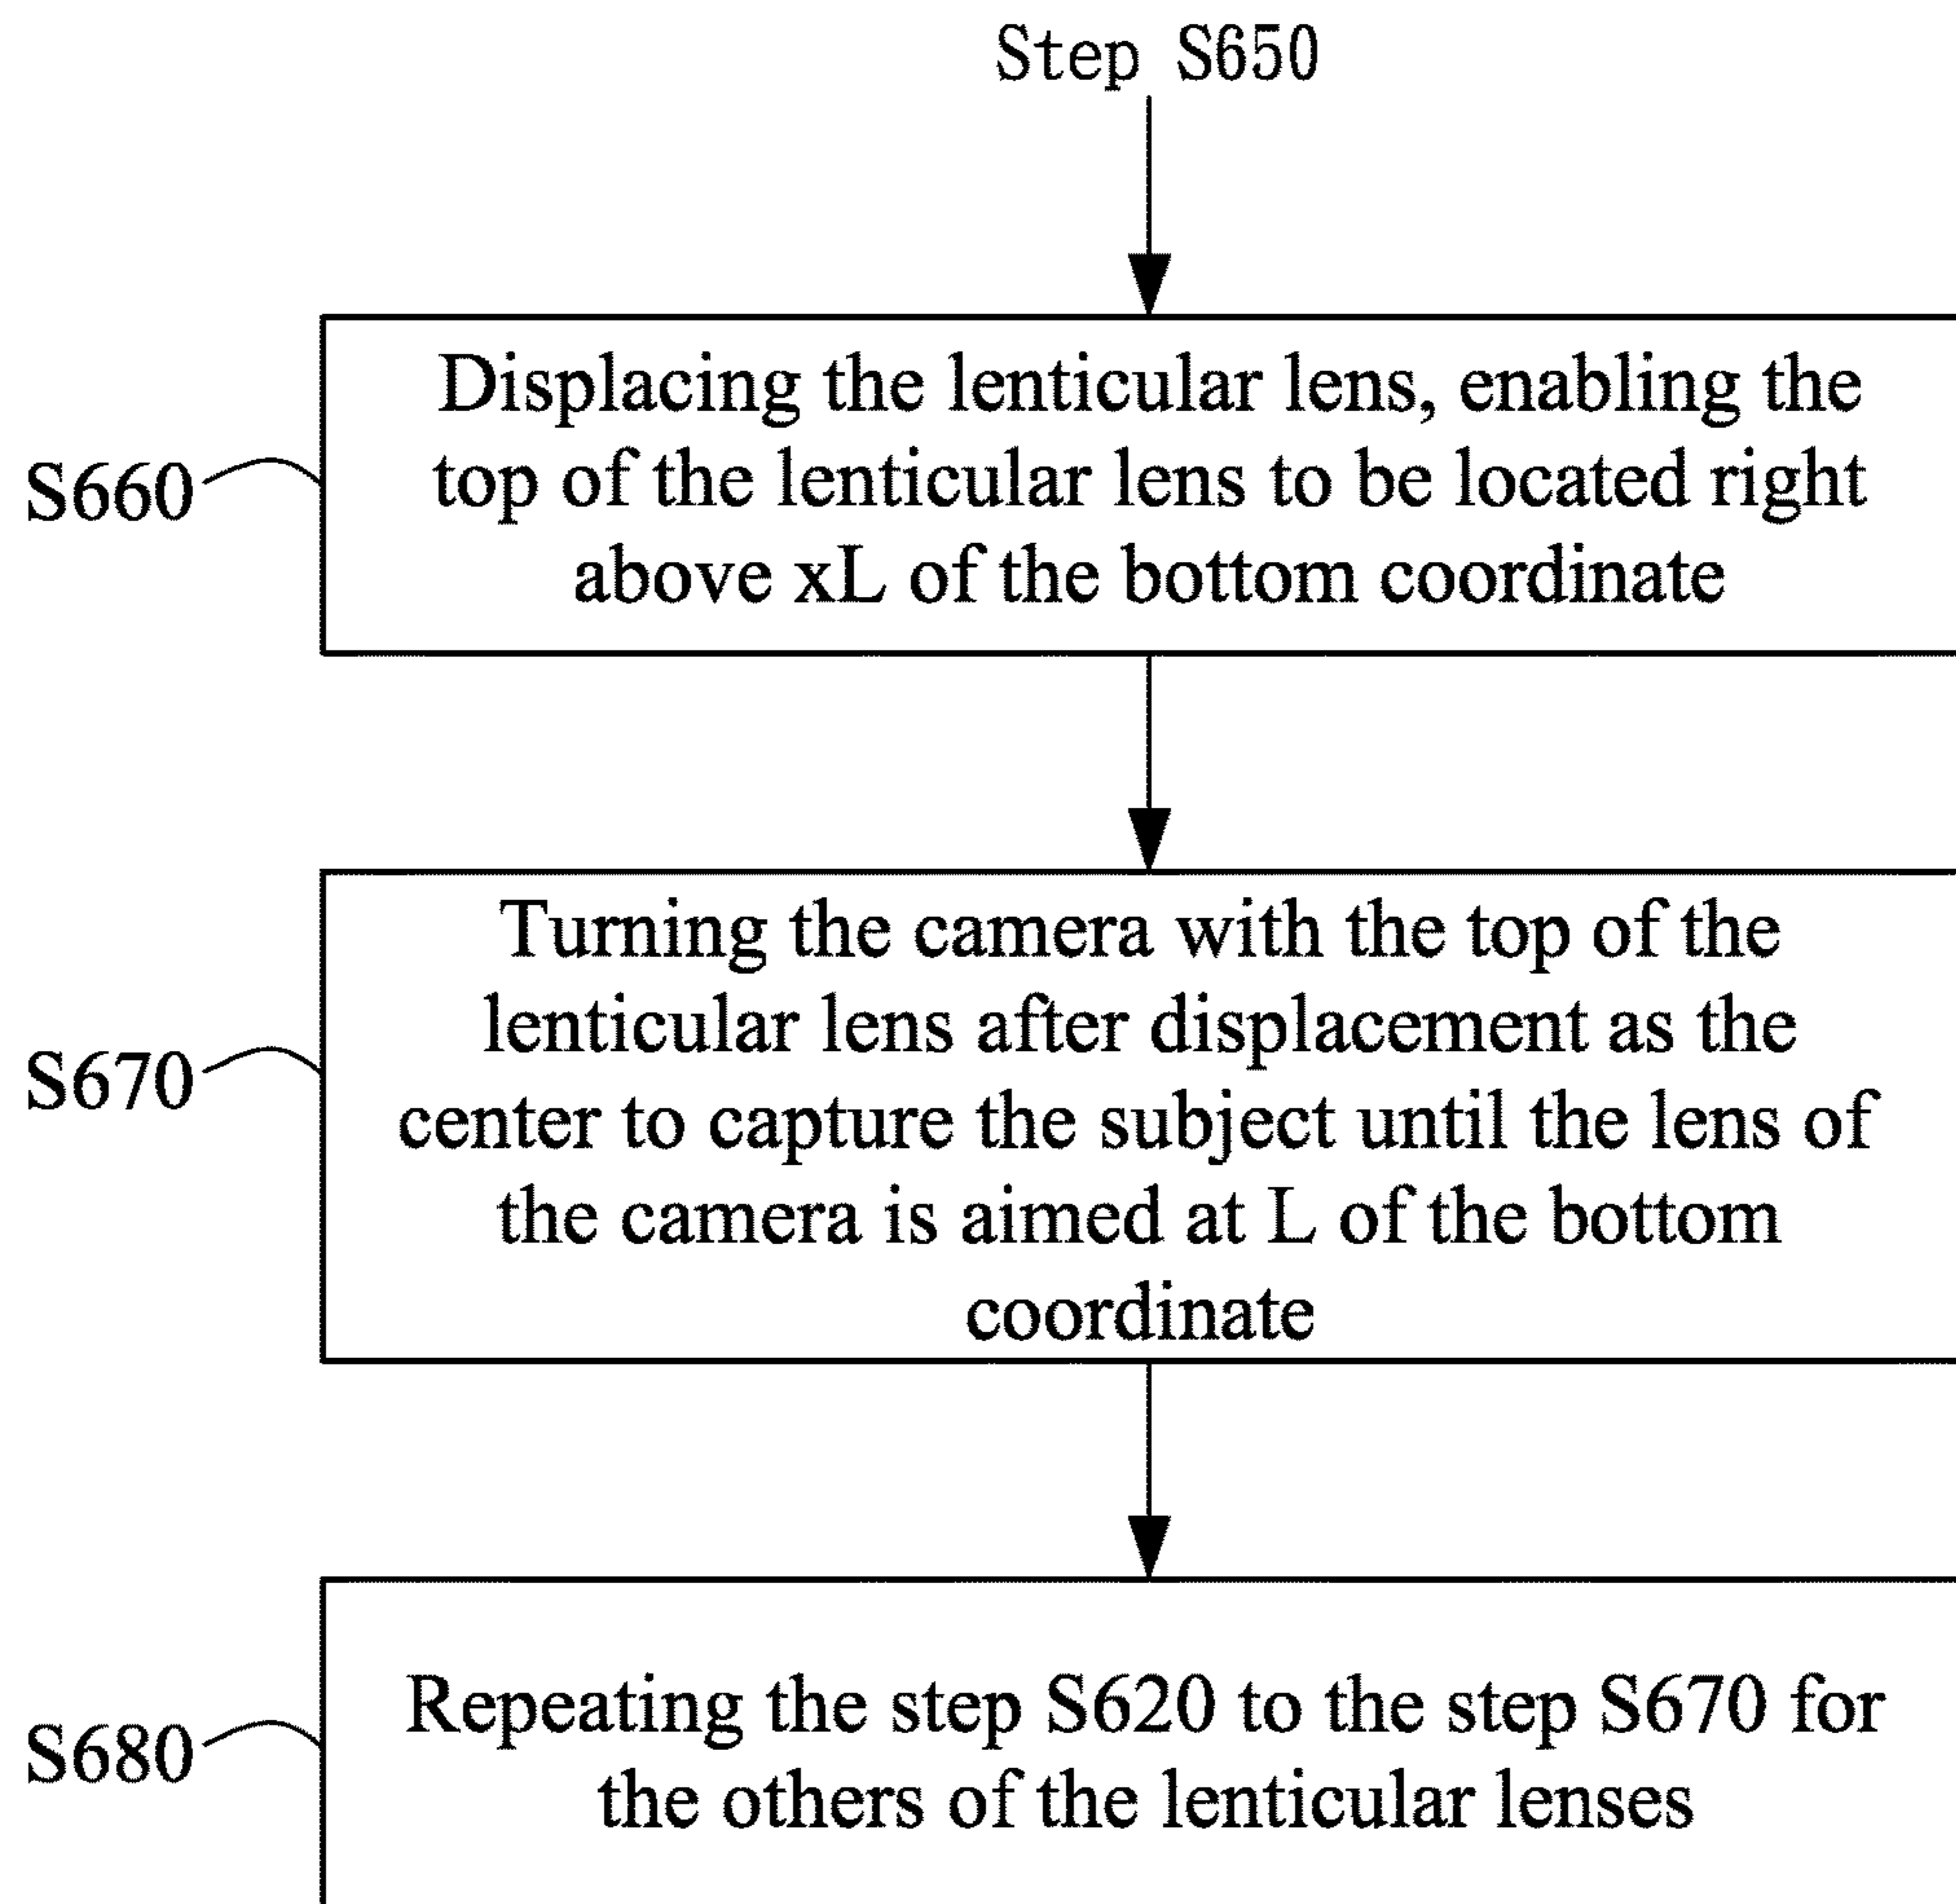 Step S650
Displacing the lenticular lens, enabling the
top of the lenticular lens to be located right
above xL of the bottom coordinate
S660
Turning the camera with the top of the
lenticular lens after displacement as the
center to capture the subject until the lens of
the camera is aimed at L of the bottom
coordinate
S670
Repeating the step S620 to the step S670 for
the others of the lenticular lenses
S680